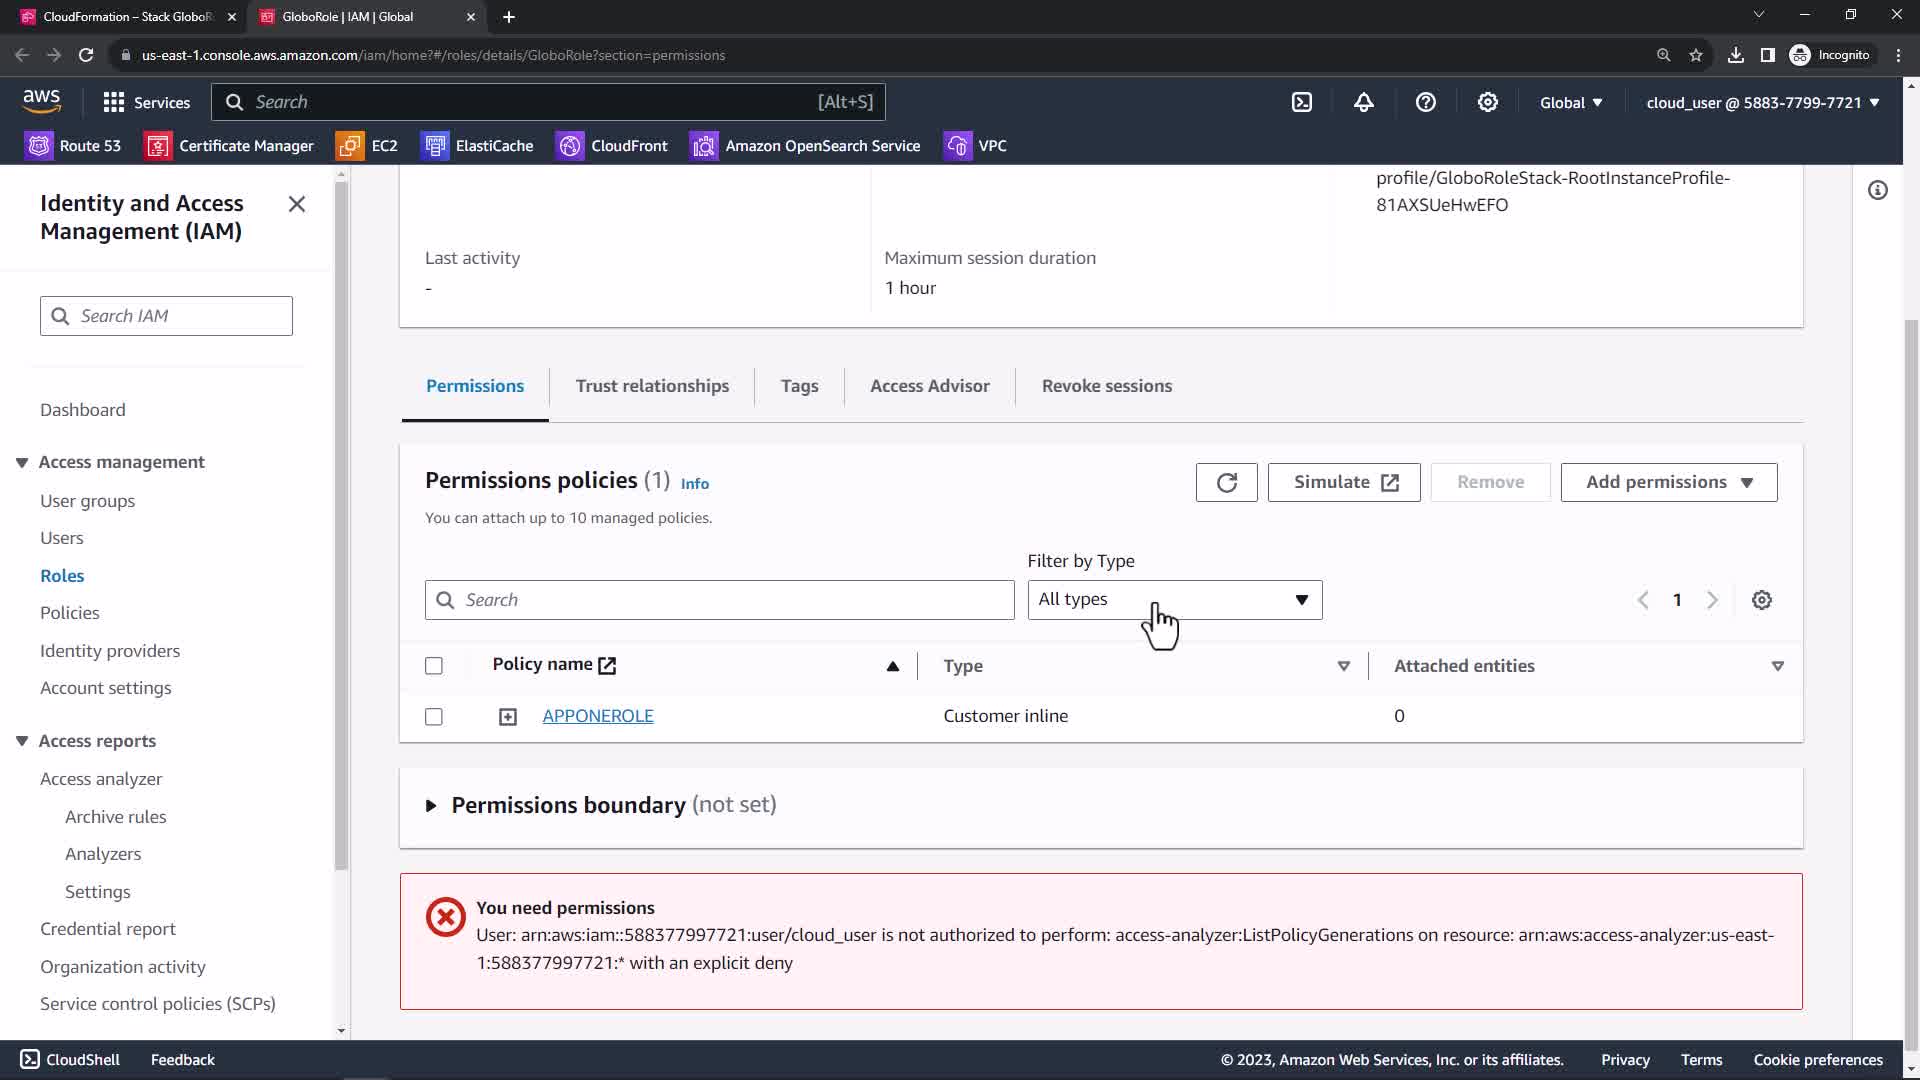 CloudFormation – Stack GloboR
GloboRole | IAM | Global
us-east-1.console.aws.amazon.com/iam/home?#/roles/details/GloboRole?section=permissions
Incognito
aws
Services
Search
[Alt+S]
Global
cloud_user @ 5883-7799-7721
Route 53
Certificate Manager
EC2
ElastiCache
CloudFront
Amazon OpenSearch Service
VPC
Identity and Access
Management (IAM)
Search IAM
Dashboard
Access management
User groups
Users
Roles
Policies
Identity providers
Account settings
Access reports
Access analyzer
Archive rules
Analyzers
Settings
Credential report
Organization activity
Service control policies (SCPs)
profile/GloboRoleStack-RootInstanceProfile-
81AXSUeHwEFO
Last activity
-
Maximum session duration
1 hour
Permissions
Trust relationships
Tags
Access Advisor
Revoke sessions
Permissions policies (1) Info
You can attach up to 10 managed policies.
Simulate
Remove
Add permissions
Filter by Type
Search
All types
1
Policy name
Type
Attached entities
APPONEROLE
Customer inline
0
Permissions boundary (not set)
You need permissions
User: arn:aws:iam::588377997721:user/cloud_user is not authorized to perform: access-analyzer:ListPolicyGenerations on resource: arn:aws:access-analyzer:us-east-
1:588377997721:* with an explicit deny
CloudShell
Feedback
© 2023, Amazon Web Services, Inc. or its affiliates.
Privacy
Terms
Cookie preferences